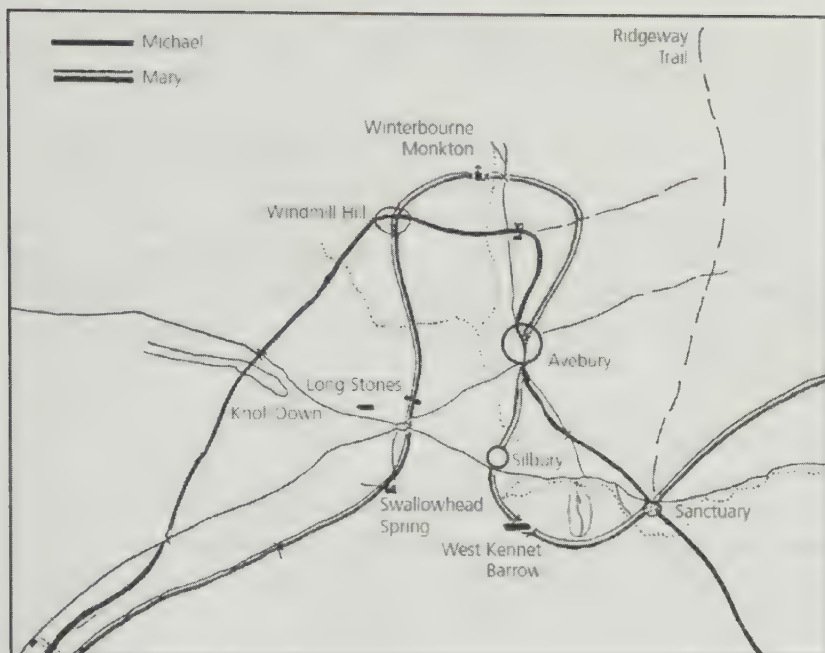 Michael
Mary
Ridgeway
Trail
Winterbourne
Monkton
Windmill Hill
Avebury
Long Stones
Knoll Down
Silbury
Swallowhead
Spring
Sanctuary
West Kennet
Barrow